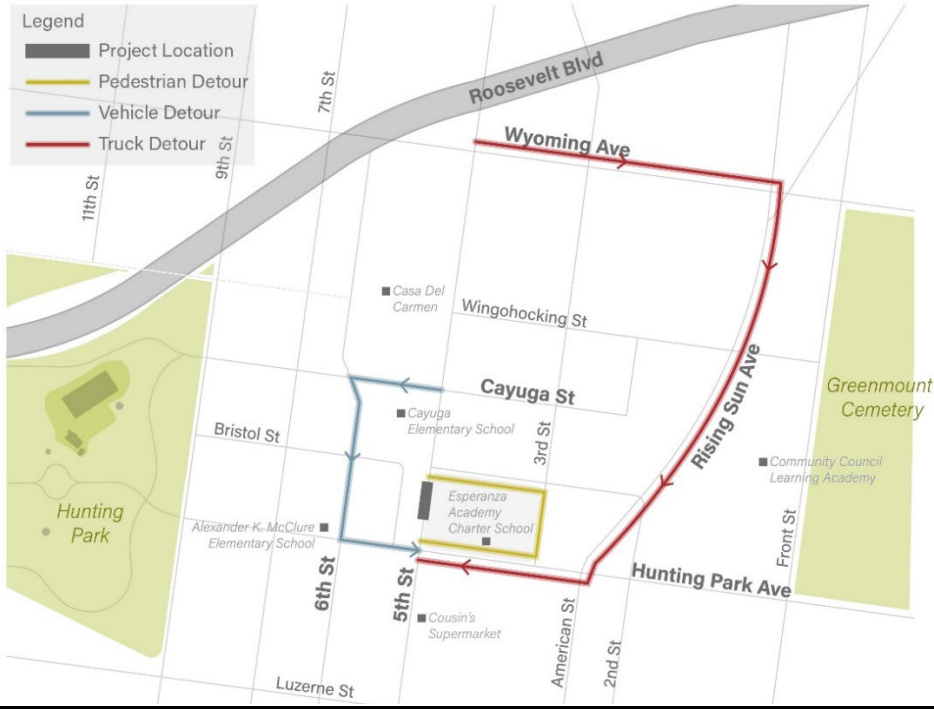 Legend
Project Location
Pedestrian Detour
Vehicle Detour
Truck Detour
7th St
9th St
11th St
Roosevelt Blvd
Wyoming Ave
Casa Del
Carmen
Wingohocking St
Cayuga St
Cayuga
Elementary School
Bristol St
3rd St
Rising Sun Ave
Greenmount
Cemetery
Community Council
Learning Academy
Hunting
Park
Esperanza
Academy
Charter School
Alexander K. McClure
Elementary School
6th St
5th St
Hunting Park Ave
Front St
Cousin's
Supermarket
American St
2nd St
Luzerne St